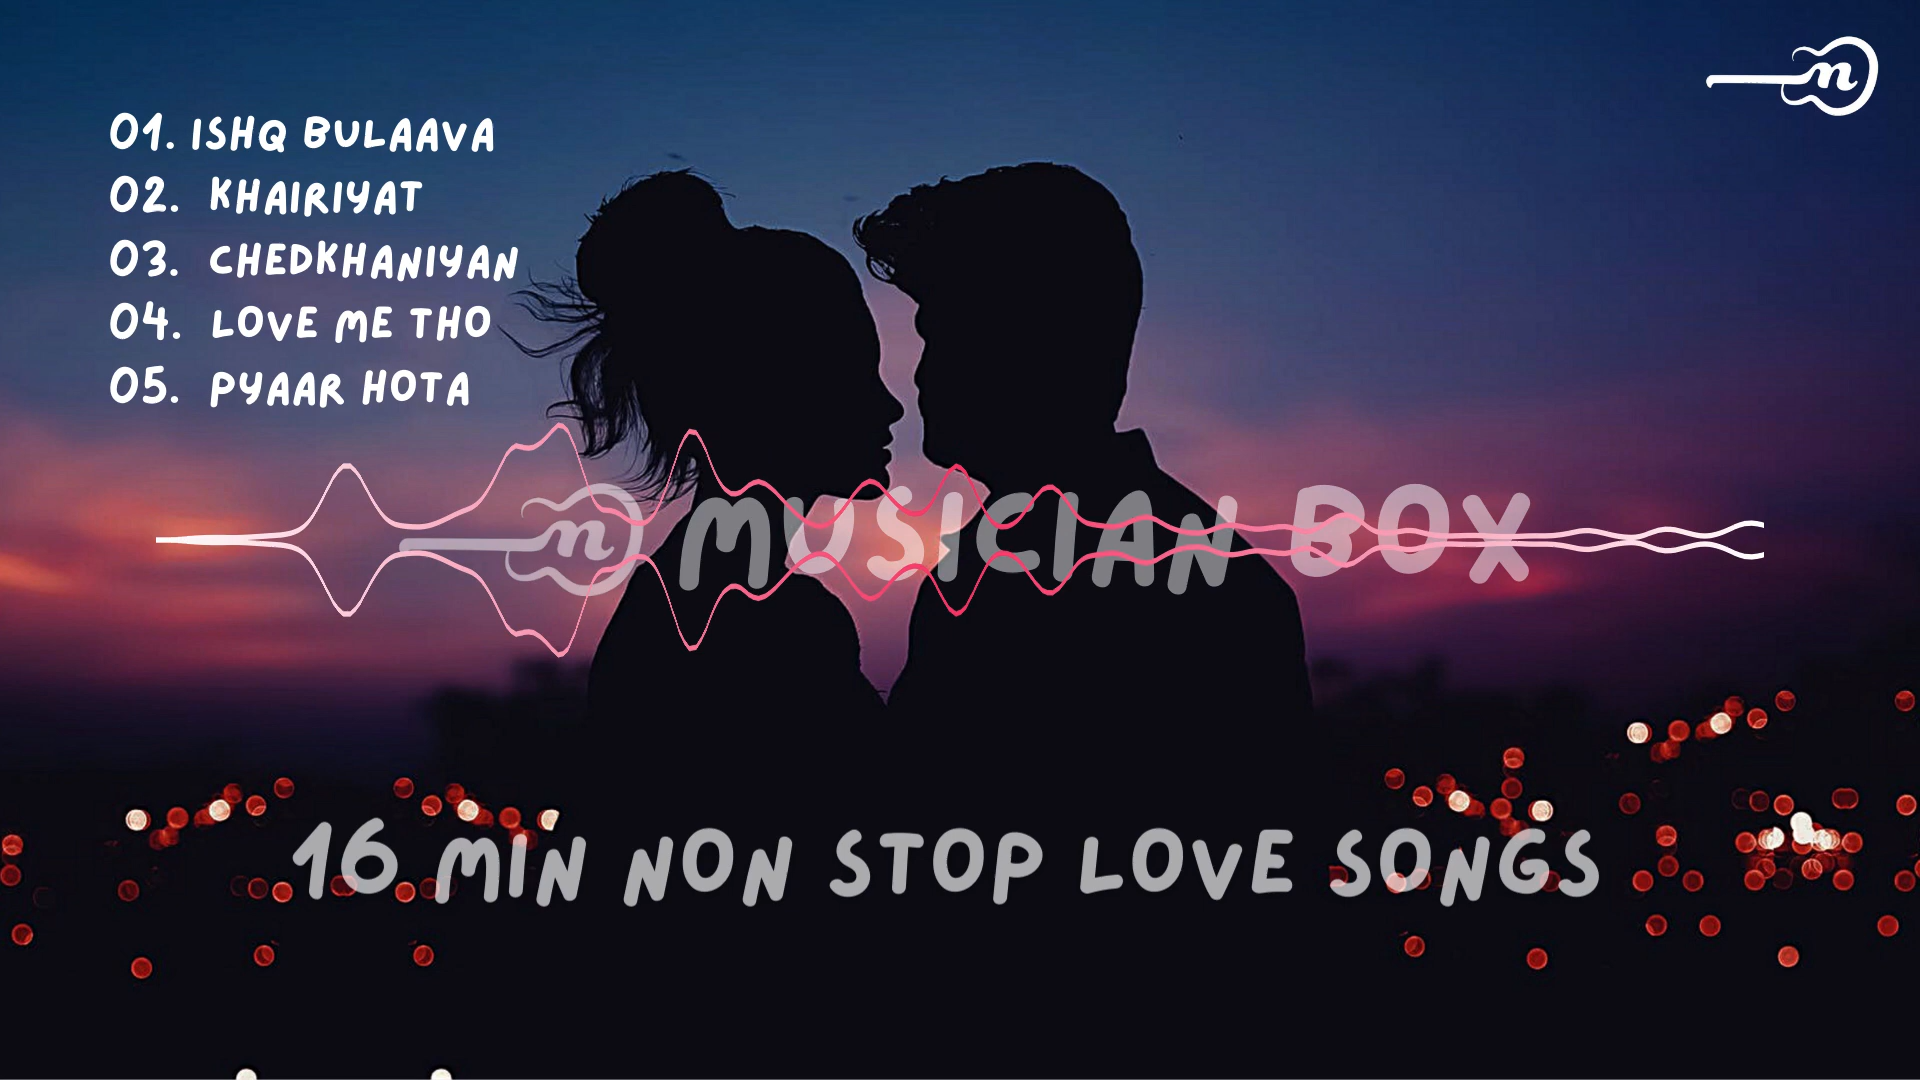 01. ISHQ BULAAVA
02. KHAIRIYAT
03. CHEDKHANIYAN
04. LOVE ME THO
05. PYAAR HOTA
n
n MUSICIAN BOX
16 MIN NON STOP LOVE SONGS